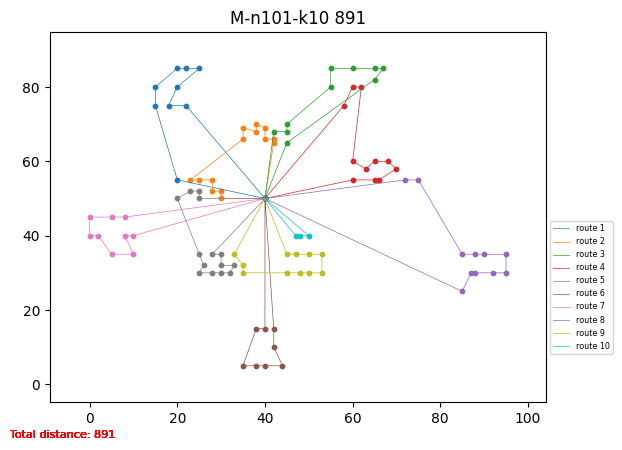 M-n101-k10 891
80
60
40
20
0
0 20 40 60 80 100
route 1
route 2
route 3
route 4
route 5
route 6
route 7
route 8
route 9
route 10
Total distance: 891